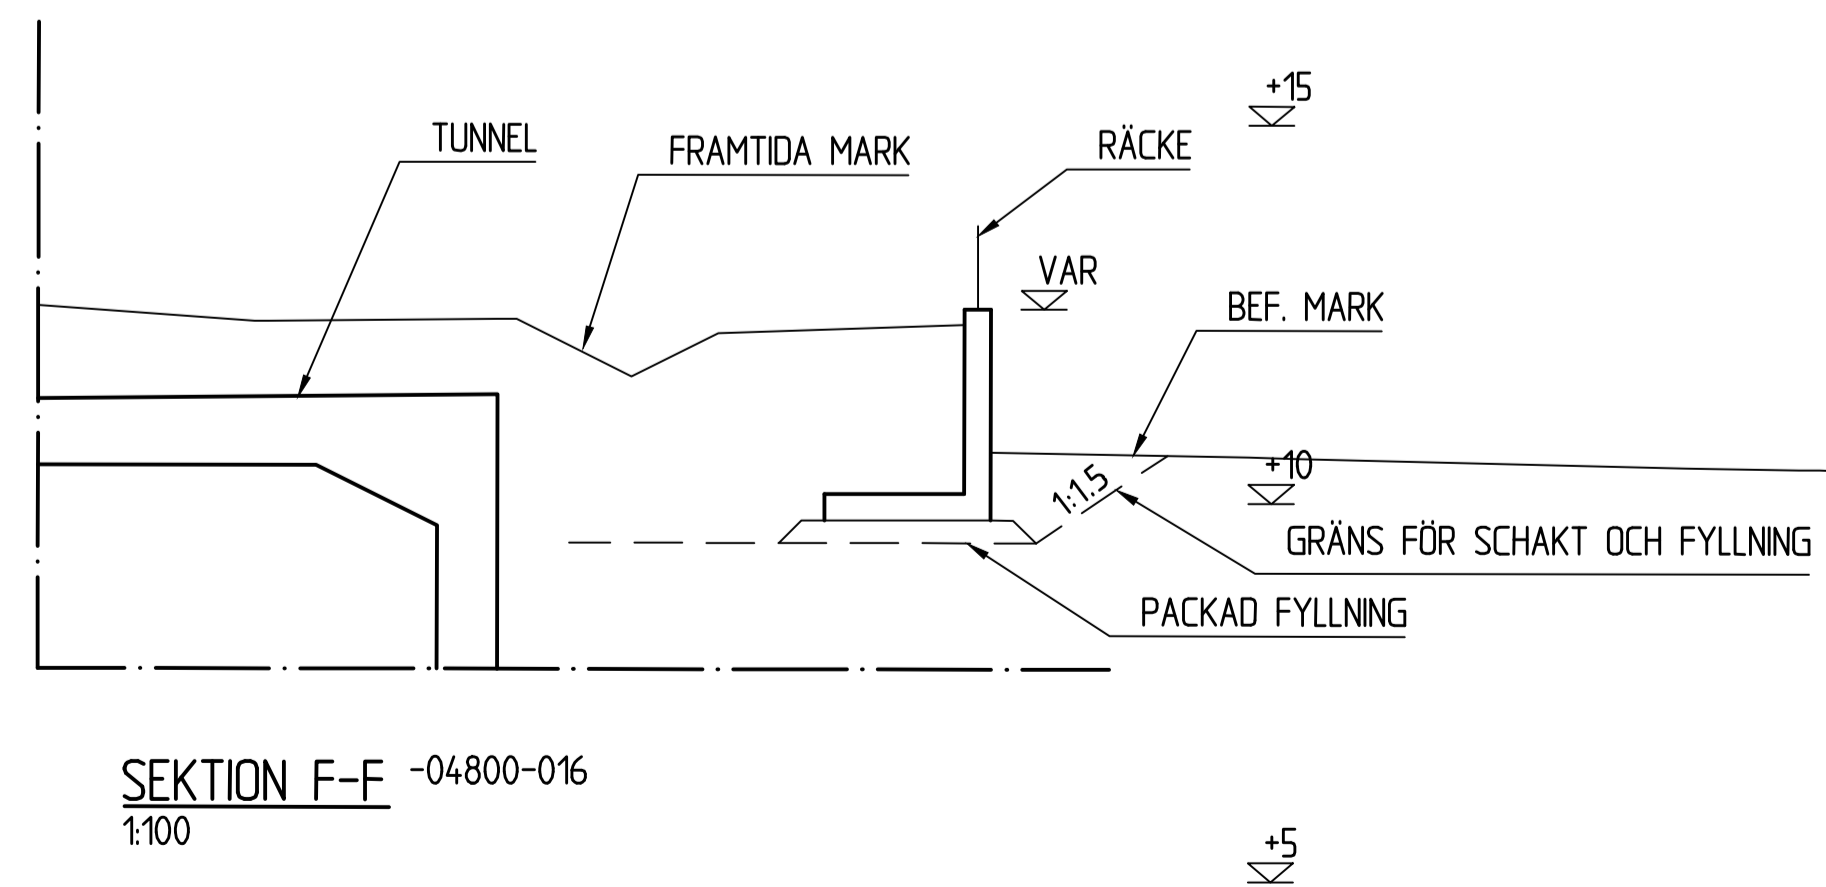 +15
TUNNEL
FRAMTIDA MARK
RÄCKE
VAR
BEF. MARK
+10
1:1.5
GRÄNS FÖR SCHAKT OCH FYLLNING
PACKAD FYLLNING
SEKTION F-F -04800-016
1:100
+5